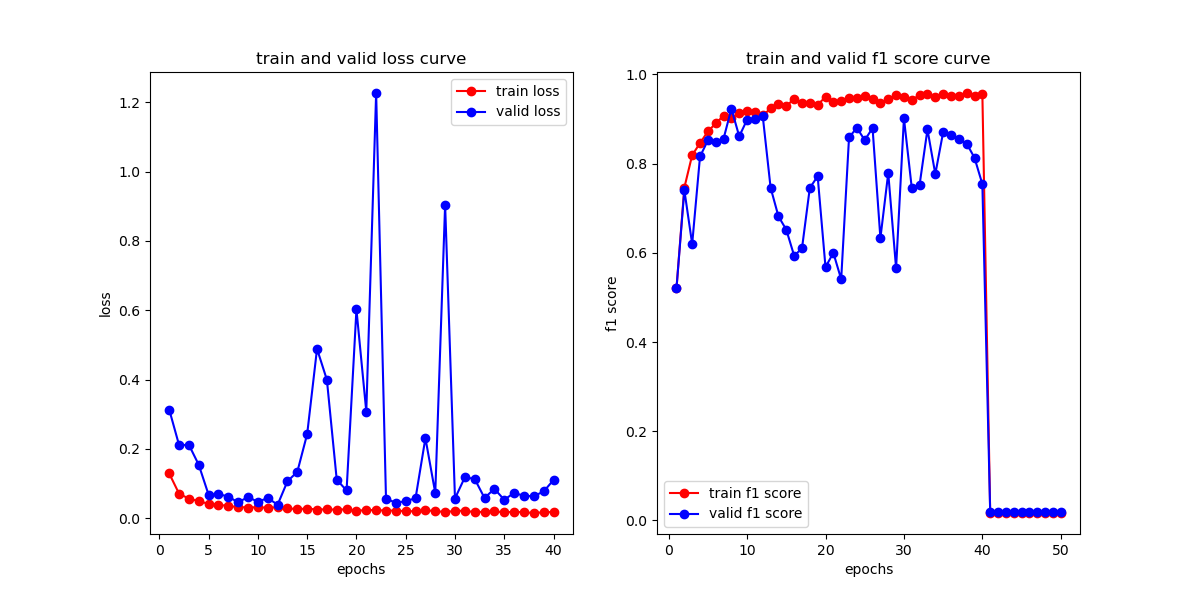 train and valid loss curve
train loss
valid loss
1.2
1.0
0.8
0.6
0.4
0.2
0.0
loss
0 5 10 15 20 25 30 35 40
epochs
train and valid f1 score curve
1.0
0.8
0.6
0.4
0.2
0.0
f1 score
train f1 score
valid f1 score
0 10 20 30 40 50
epochs